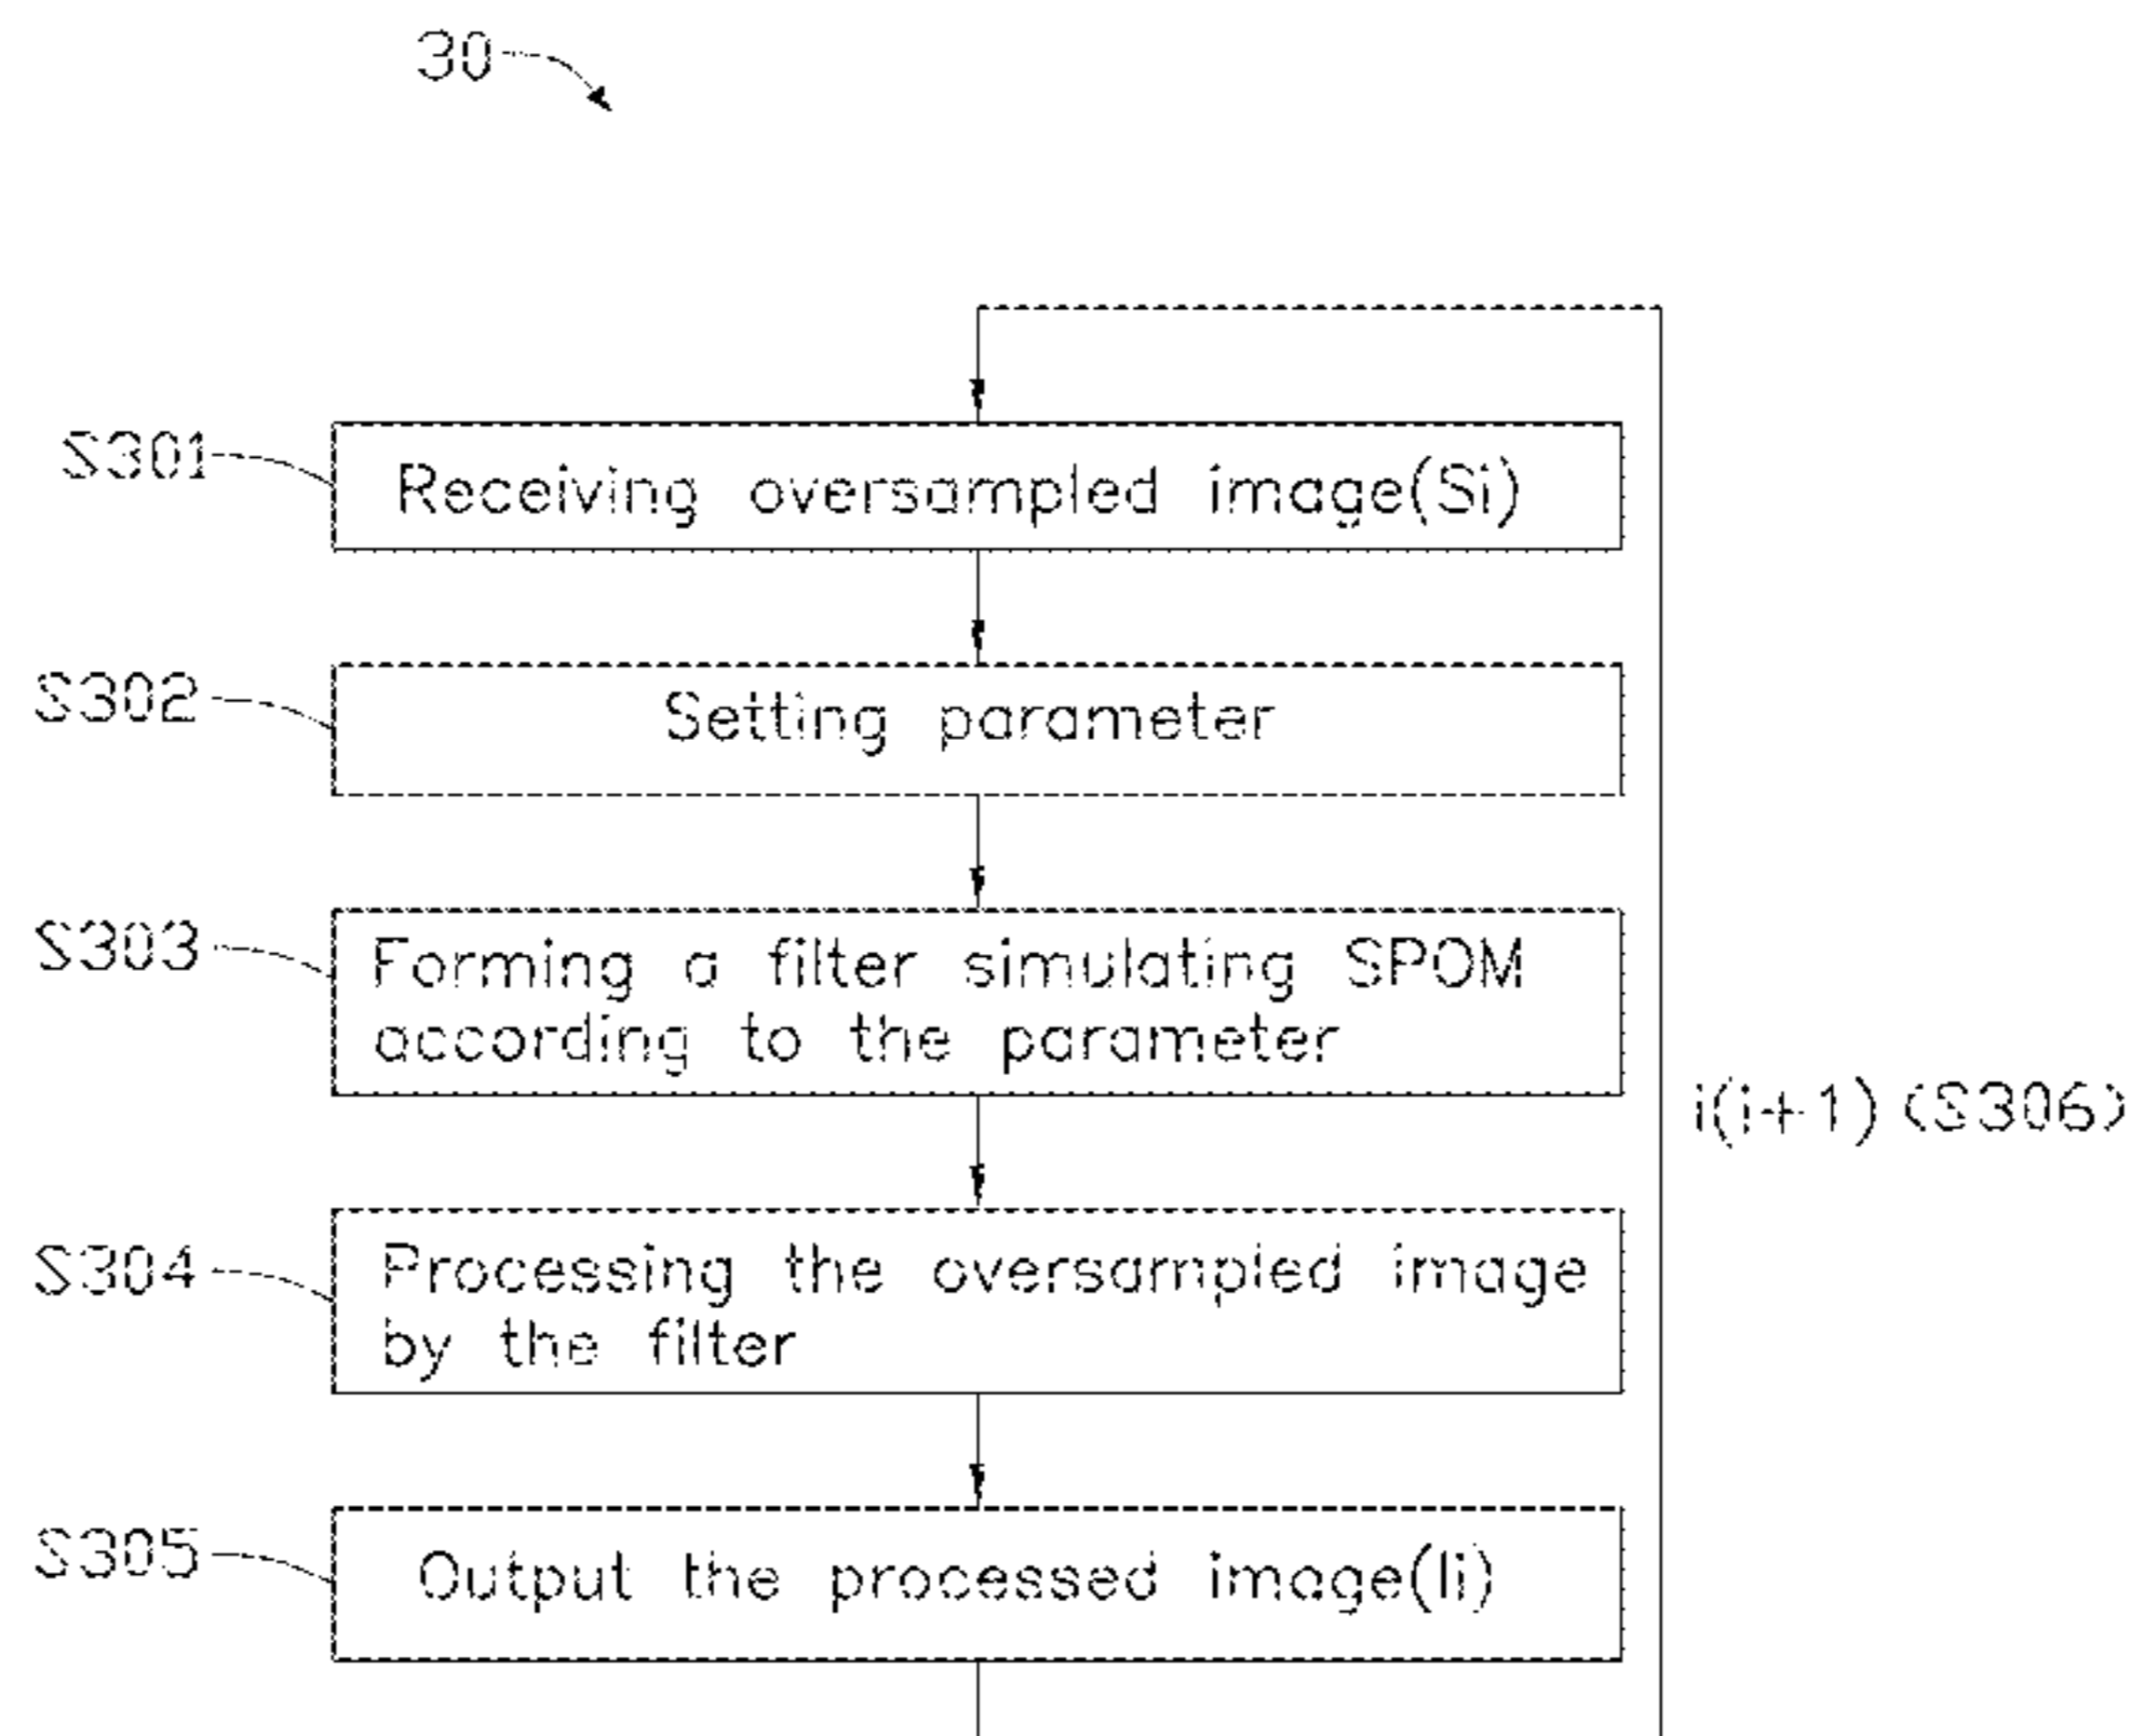 30
S301
Receiving oversampled image(Si)
S302
Setting parameter
S303
Forming a filter simulating SPOM
according to the parameter
i(i+1) (S306)
S304
Processing the oversampled image
by the filter
S305
Output the processed image(Ii)